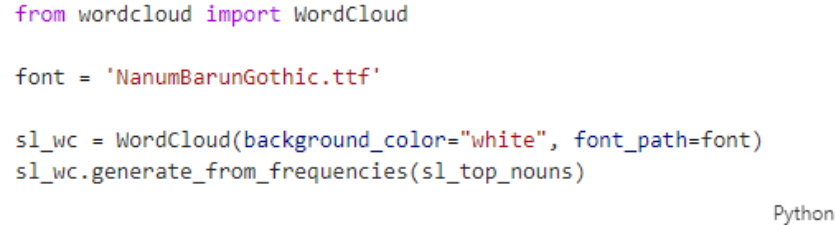 from wordcloud import WordCloud
font = 'NanumBarunGothic.ttf'
sl_wc = WordCloud(background_color="white", font_path=font)
sl_wc.generate_from_frequencies(sl_top_nouns)
Python